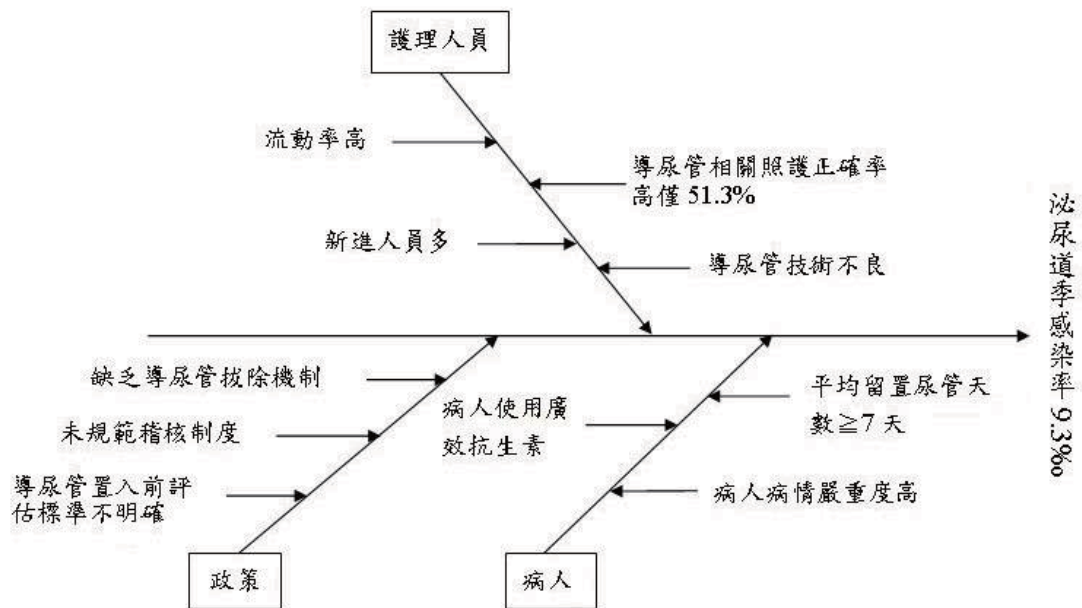 護理人員
流動率高
導尿管相關照護正確率
高僅 51.3%
新進人員多
導尿管技術不良
泌尿道季感染率 9.3‰
缺乏導尿管拔除機制
未規範稽核制度
導尿管置入前評
估標準不明確
政策
病人使用廣
效抗生素
平均留置尿管天
數≧7 天
病人病情嚴重度高
病人